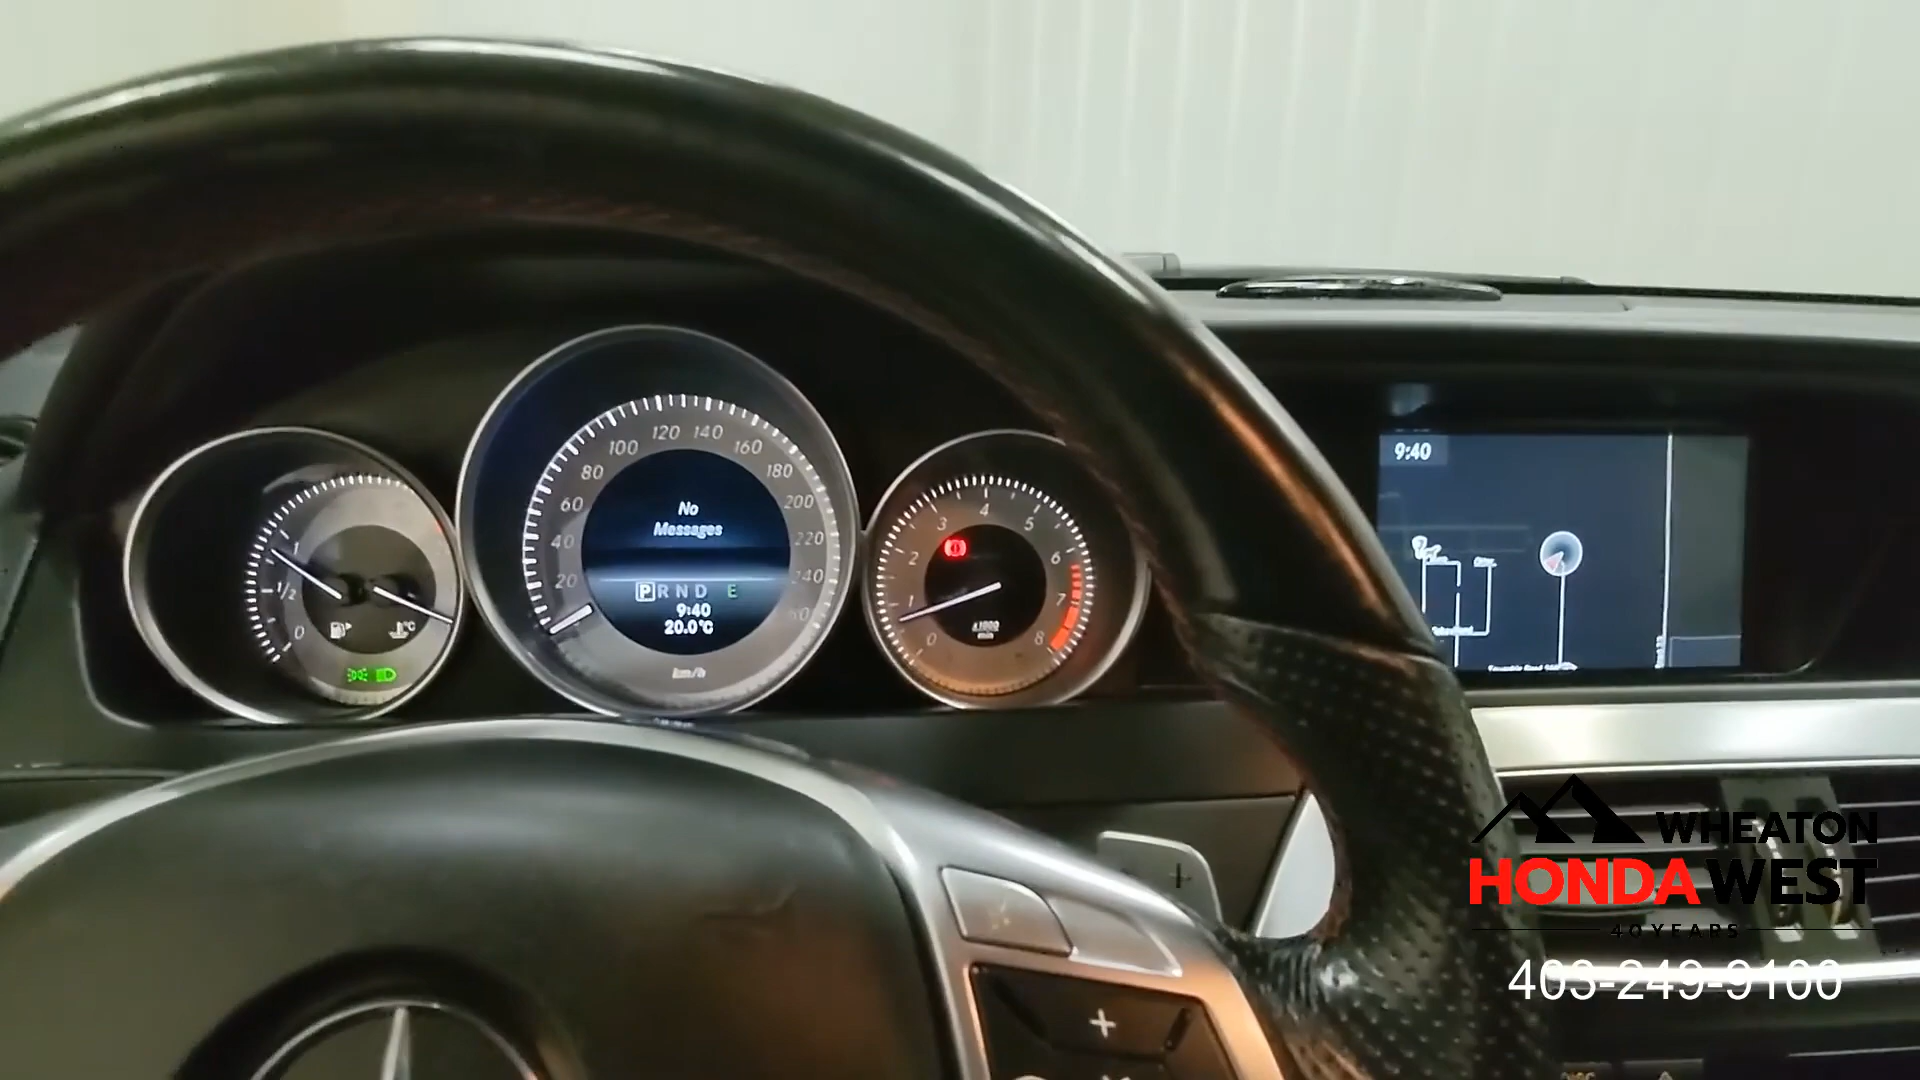 No
Messages
P R N D E
9:40
20.0°C
km/h
20
40
60
80
100
120
140
160
180
200
220
240
1
1/2
0
°C
0
1
2
3
4
5
6
7
8
x1000
9:40
+
+
WHEATON
HONDA WEST
40 YEARS
403-249-9100